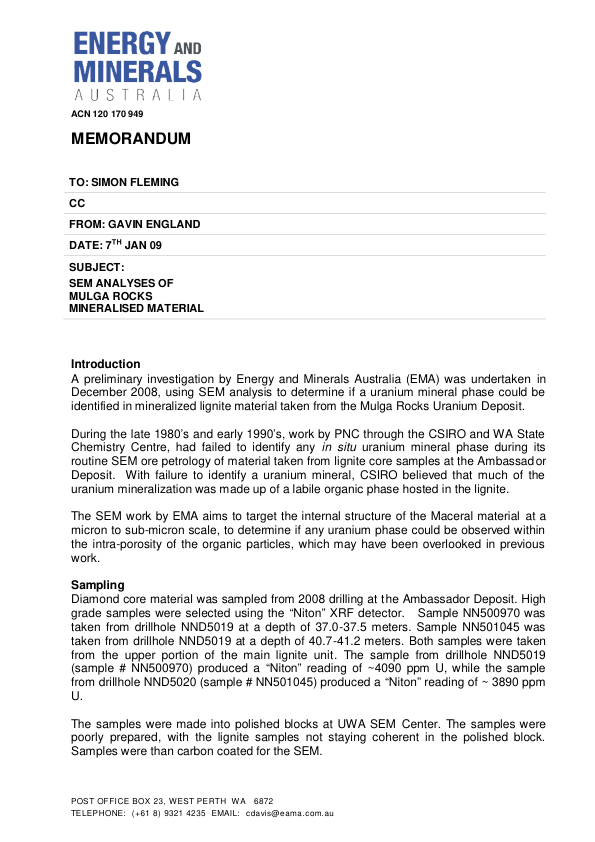 ENERGY AND
MINERALS
AUSTRALIA
ACN 120 170 949
MEMORANDUM
TO: SIMON FLEMING
CC
FROM: GAVIN ENGLAND
DATE: 7TH JAN 09
SUBJECT:
SEM ANALYSES OF
MULGA ROCKS
MINERALISED MATERIAL
Introduction
A preliminary investigation by Energy and Minerals Australia (EMA) was undertaken in
December 2008, using SEM analysis to determine if a uranium mineral phase could be
identified in mineralized lignite material taken from the Mulga Rocks Uranium Deposit.
During the late 1980's and early 1990's, work by PNC through the CSIRO and WA State
Chemistry Centre, had failed to identify any in situ uranium mineral phase during its
routine SEM ore petrology of material taken from lignite core samples at the Ambassador
Deposit. With failure to identify a uranium mineral, CSIRO believed that much of the
uranium mineralization was made up of a labile organic phase hosted in the lignite.
The SEM work by EMA aims to target the internal structure of the Maceral material at a
micron to sub-micron scale, to determine if any uranium phase could be observed within
the intra-porosity of the organic particles, which may have been overlooked in previous
work.
Sampling
Diamond core material was sampled from 2008 drilling at the Ambassador Deposit. High
grade samples were selected using the "Niton" XRF detector. Sample NN500970 was
taken from drillhole NND5019 at a depth of 37.0-37.5 meters. Sample NN501045 was
taken from drillhole NND5019 at a depth of 40.7-41.2 meters. Both samples were taken
from the upper portion of the main lignite unit. The sample from drillhole NND5019
(sample # NN500970) produced a "Niton" reading of ~4090 ppm U, while the sample
from drillhole NND5020 (sample # NN501045) produced a "Niton" reading of ~ 3890 ppm
U.
The samples were made into polished blocks at UWA SEM Center. The samples were
poorly prepared, with the lignite samples not staying coherent in the polished block.
Samples were than carbon coated for the SEM.
POST OFFICE BOX 23, WEST PERTH WA 6872
TELEPHONE: (+61 8) 9321 4235 EMAIL: cdavis@eama.com.au